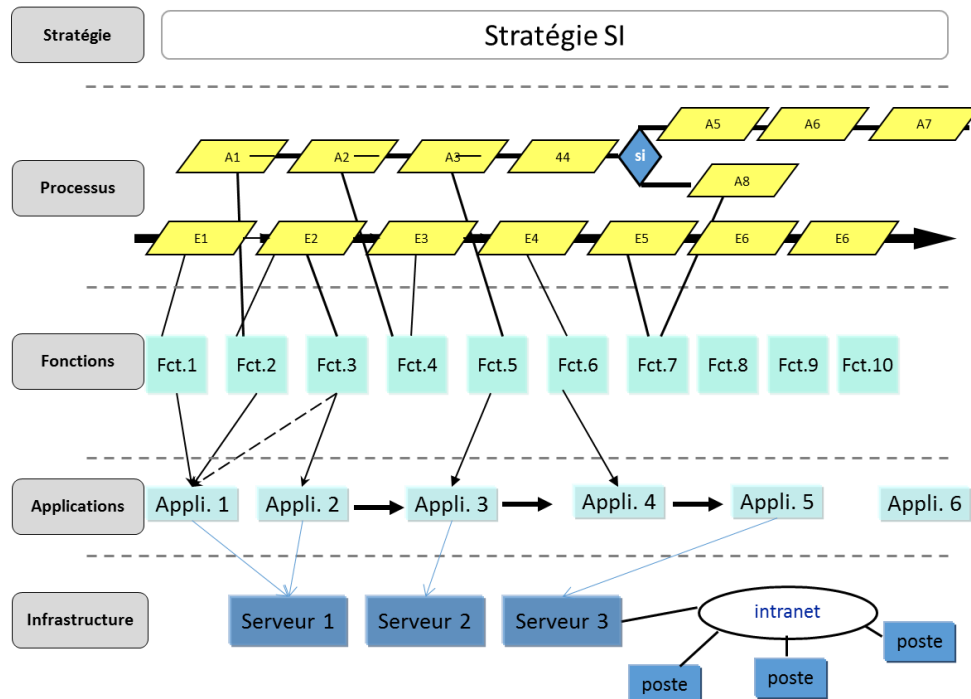 Stratégie
Stratégie SI
A5
A6
A7
A1
A2
A3
44
si
A8
Processus
E1
E2
E3
E4
E5
E6
E6
Fonctions
Fct.1
Fct.2
Fct.3
Fct.4
Fct.5
Fct.6
Fct.7
Fct.8
Fct.9
Fct.10
Applications
Appli. 1
Appli. 2
Appli. 3
Appli. 4
Appli. 5
Appli. 6
Infrastructure
Serveur 1
Serveur 2
Serveur 3
intranet
poste
poste
poste